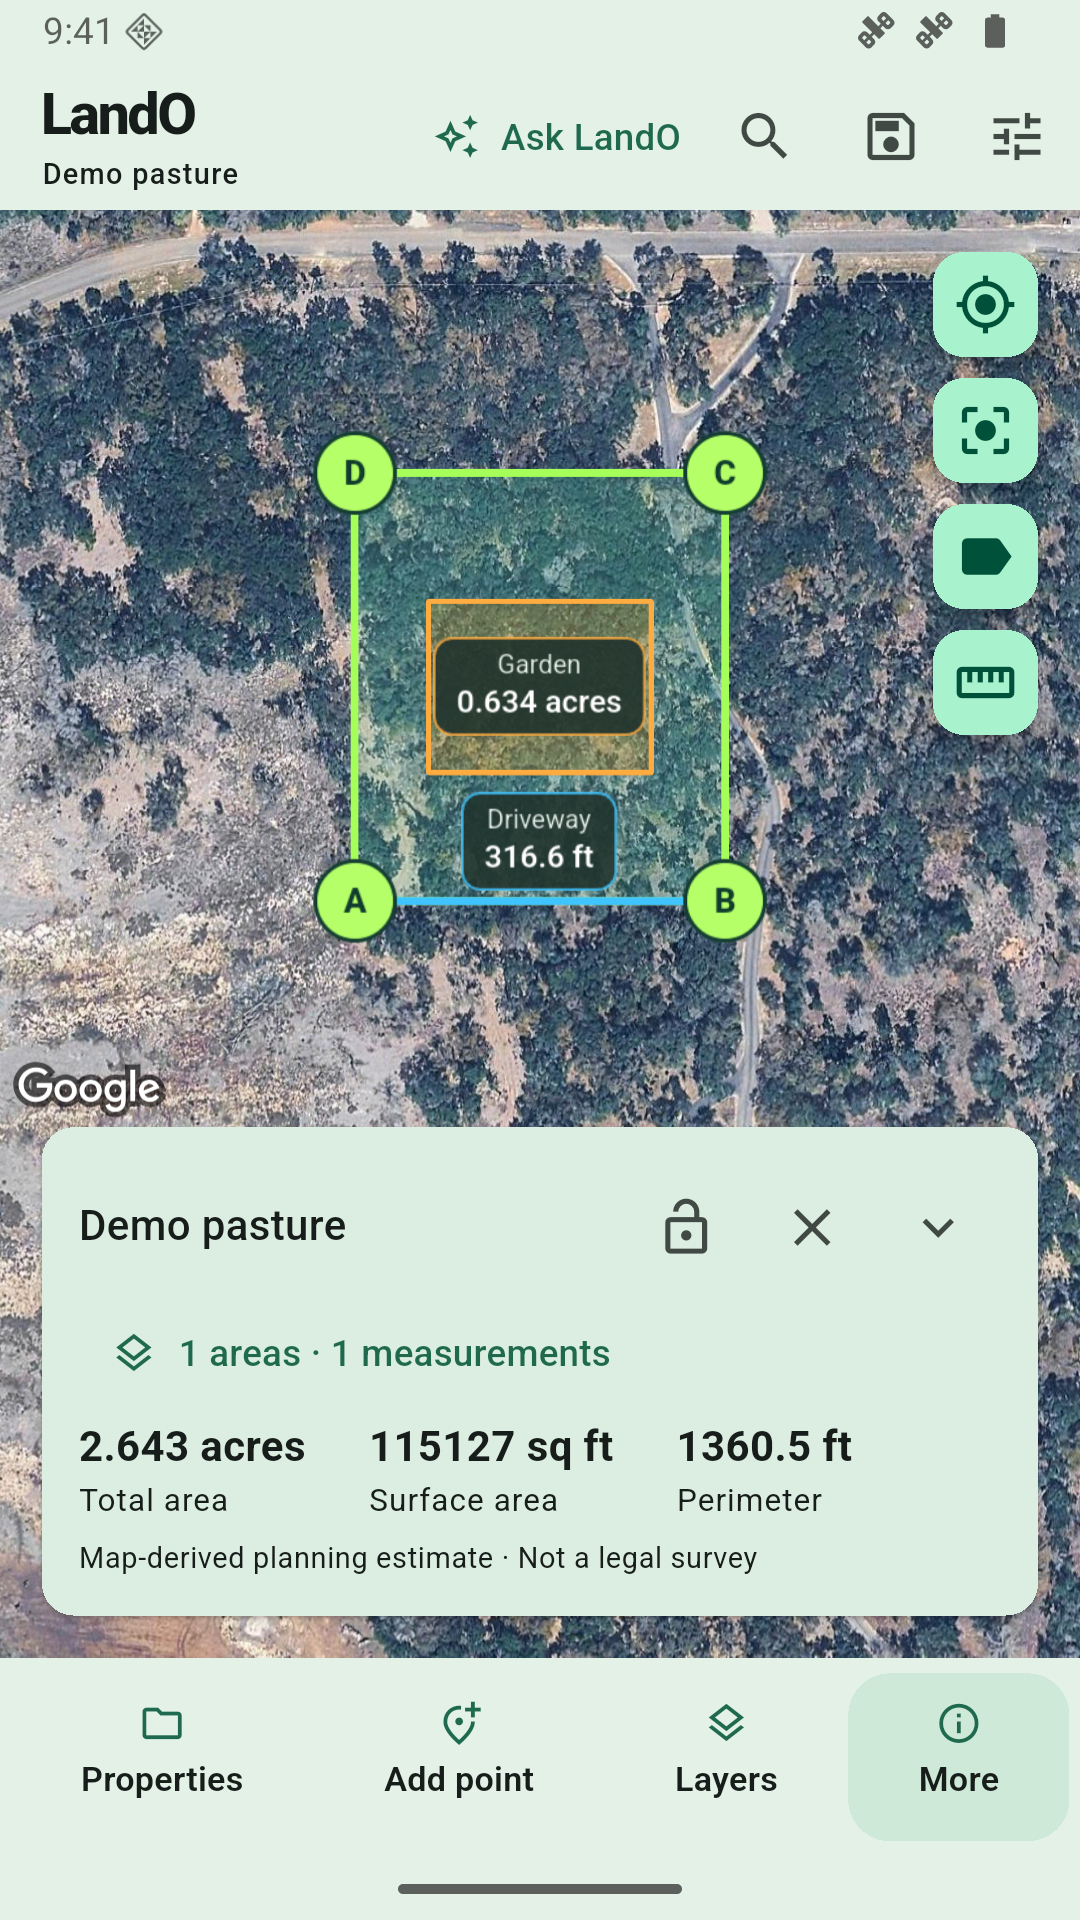 9:41
LandO
Demo pasture
Ask LandO
D
C
Garden
0.634 acres
Driveway
316.6 ft
A
B
Google
Demo pasture
1 areas · 1 measurements
2.643 acres
Total area
115127 sq ft
Surface area
1360.5 ft
Perimeter
Map-derived planning estimate · Not a legal survey
Properties
Add point
Layers
More